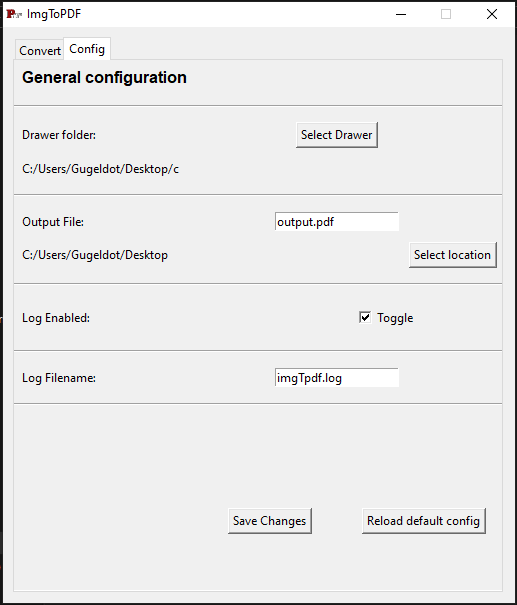 ImgToPDF
Convert Config
General configuration
Drawer folder: Select Drawer
C:/Users/Gugeldot/Desktop/c
Output File: output.pdf
C:/Users/Gugeldot/Desktop Select location
Log Enabled: Toggle
Log Filename: imgTpdf.log
Save Changes Reload default config